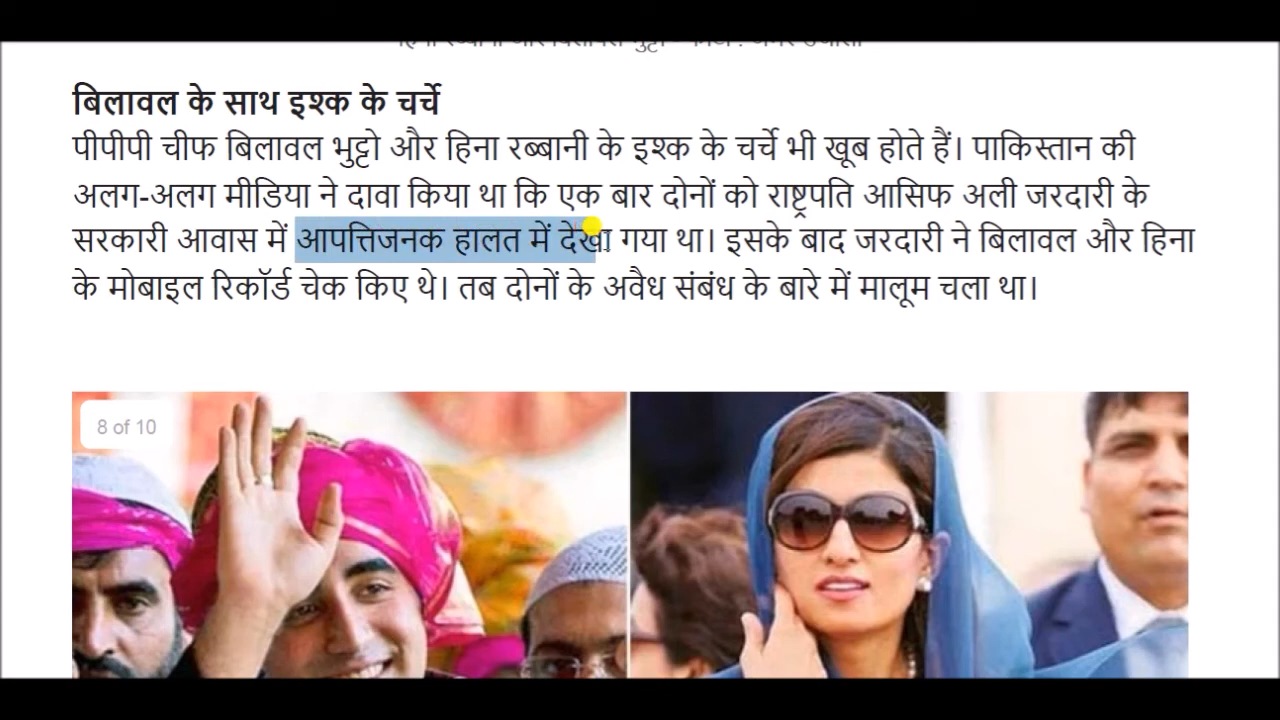 बिलावल के साथ इश्क के चर्चे
पीपीपी चीफ बिलावल भुट्टो और हिना रब्बानी के इश्क के चर्चे भी खूब होते हैं। पाकिस्तान की
अलग-अलग मीडिया ने दावा किया था कि एक बार दोनों को राष्ट्रपति आसिफ अली जरदारी के
सरकारी आवास में आपत्तिजनक हालत में देखा गया था। इसके बाद जरदारी ने बिलावल और हिना
के मोबाइल रिकॉर्ड चेक किए थे। तब दोनों के अवैध संबंध के बारे में मालूम चला था।
8 of 10